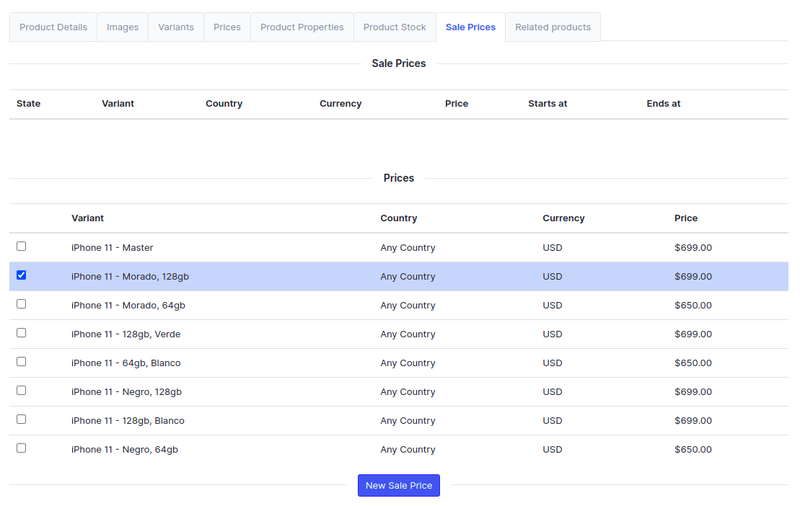 Product Details Images Variants Prices Product Properties Product Stock Sale Prices Related products
Sale Prices
State Variant Country Currency Price Starts at Ends at
Prices
Variant Country Currency Price
iPhone 11 - Master Any Country USD $699.00
iPhone 11 - Morado, 128gb Any Country USD $699.00
iPhone 11 - Morado, 64gb Any Country USD $650.00
iPhone 11 - 128gb, Verde Any Country USD $699.00
iPhone 11 - 64gb, Blanco Any Country USD $650.00
iPhone 11 - Negro, 128gb Any Country USD $699.00
iPhone 11 - 128gb, Blanco Any Country USD $699.00
iPhone 11 - Negro, 64gb Any Country USD $650.00
New Sale Price